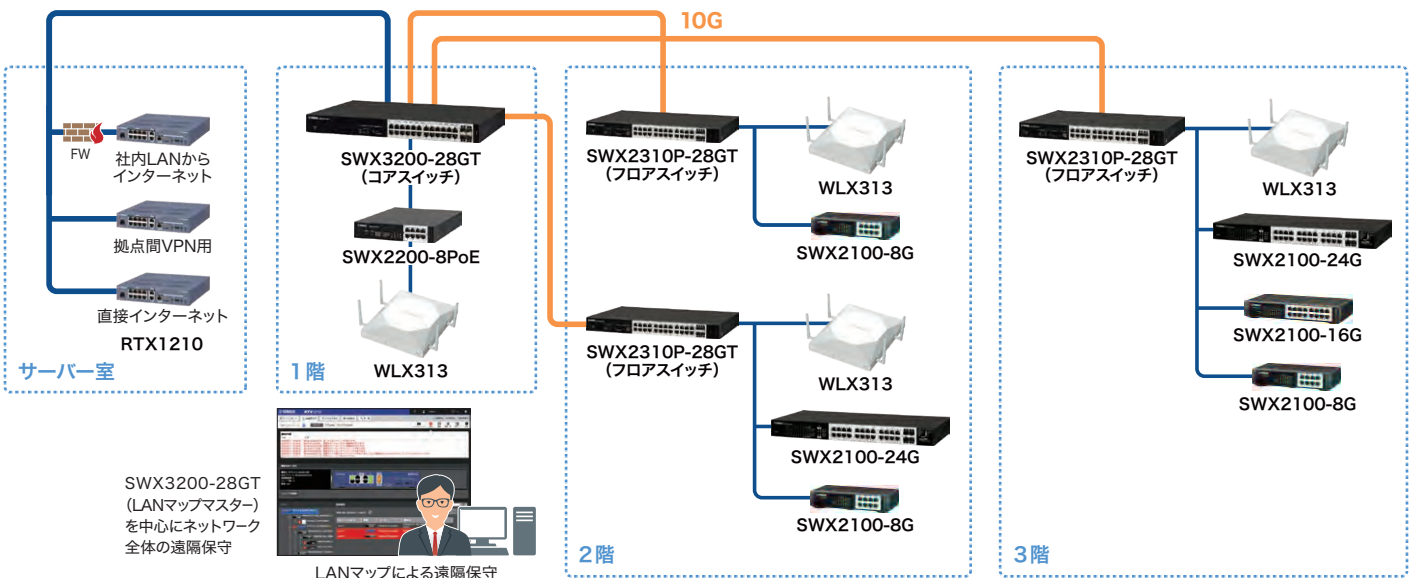 10G
FW
社内LANから
インターネット
拠点間VPN用
直接インターネット
RTX1210
サーバー室
SWX3200-28GT
(コアスイッチ)
SWX2200-8PoE
WLX313
1階
SWX2310P-28GT
(フロアスイッチ)
WLX313
SWX2100-8G
SWX2310P-28GT
(フロアスイッチ)
WLX313
SWX2100-24G
SWX2100-8G
2階
SWX2310P-28GT
(フロアスイッチ)
WLX313
SWX2100-24G
SWX2100-16G
SWX2100-8G
3階
SWX3200-28GT
(LANマップマスター)
を中心にネットワーク
全体の遠隔保守
LANマップによる遠隔保守